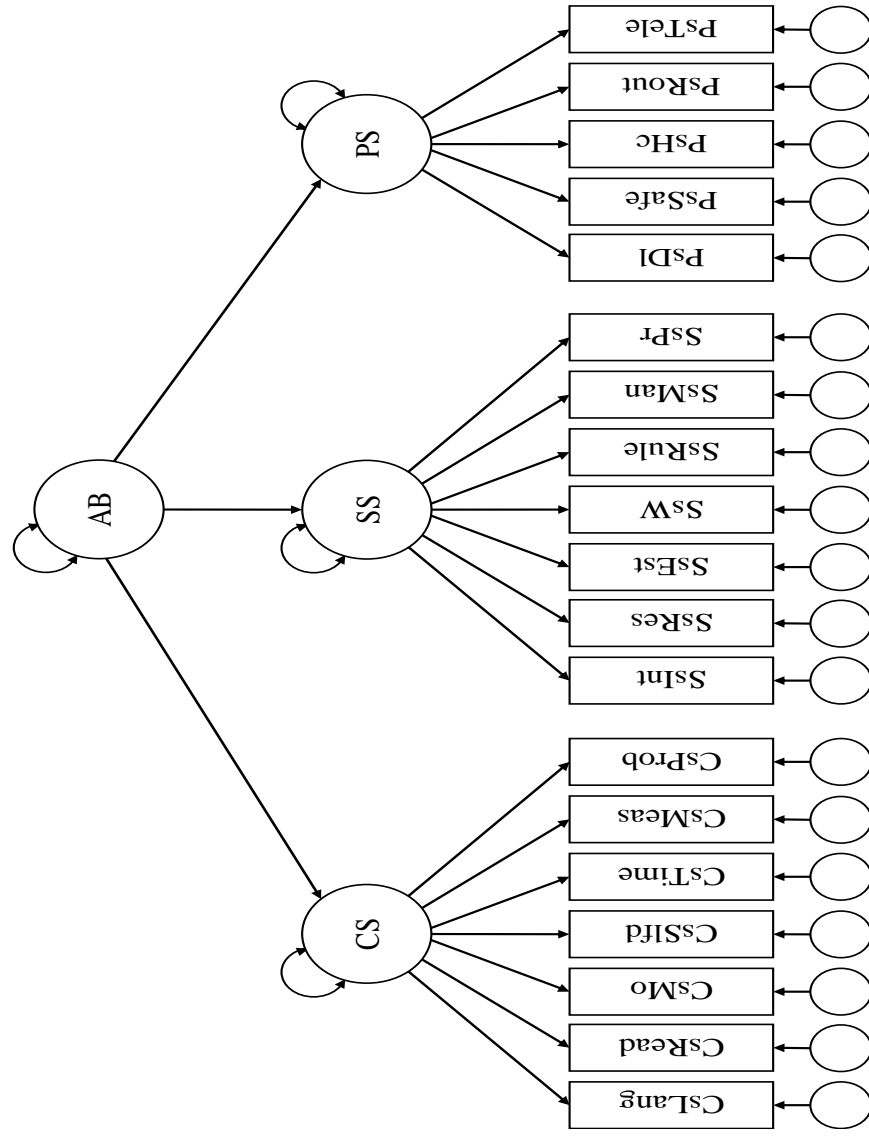 AB
CS
SS
PS
CsLang
CsRead
CsMo
CsSlfd
CsTime
CsMeas
CsProb
SsInt
SsRes
SsEst
SsW
SsRule
SsMan
SsPr
PsDl
PsSafe
PsHc
PsRout
PsTele